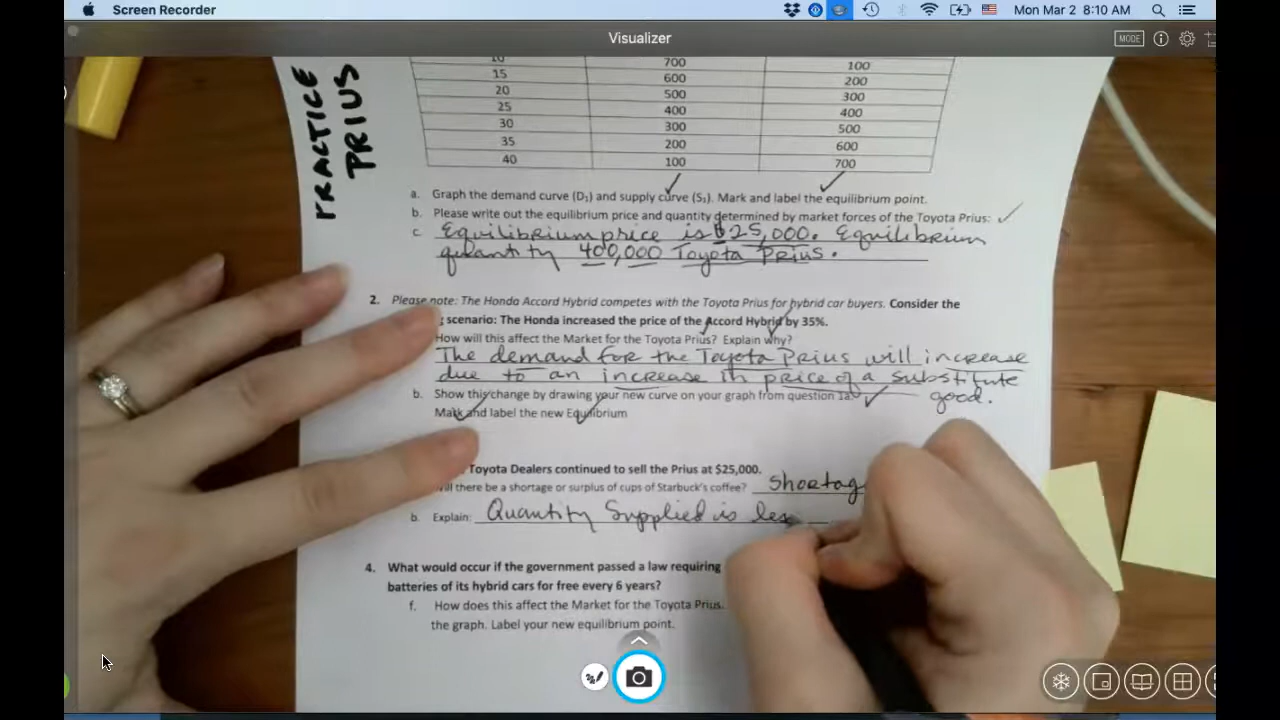 Screen Recorder
Mon Mar 2 8:10 AM
Visualizer
MODE
PRACTICE
PRIUS
10 700 100
15 600 200
20 500 300
25 400 400
30 300 500
35 200 600
40 100 700
a. Graph the demand curve (D₁) and supply curve (S₁). Mark and label the equilibrium point.
b. Please write out the equilibrium price and quantity determined by market forces of the Toyota Prius:
c. Equilibrium price is $25,000. Equilibrium
quantity 400,000 Toyota Prius.
2. Please note: The Honda Accord Hybrid competes with the Toyota Prius for hybrid car buyers. Consider the
scenario: The Honda increased the price of the Accord Hybrid by 35%.
How will this affect the Market for the Toyota Prius? Explain why?
The demand for the Toyota Prius will increase
due to an increase in price of a substitute
good.
b. Show this change by drawing your new curve on your graph from question 1a.
Mark and label the new Equilibrium
Toyota Dealers continued to sell the Prius at $25,000.
will there be a shortage or surplus of cups of Starbuck's coffee? Shortag
b. Explain: Quantity Supplied is less
4. What would occur if the government passed a law requiring
batteries of its hybrid cars for free every 6 years?
f. How does this affect the Market for the Toyota Prius.
the graph. Label your new equilibrium point.